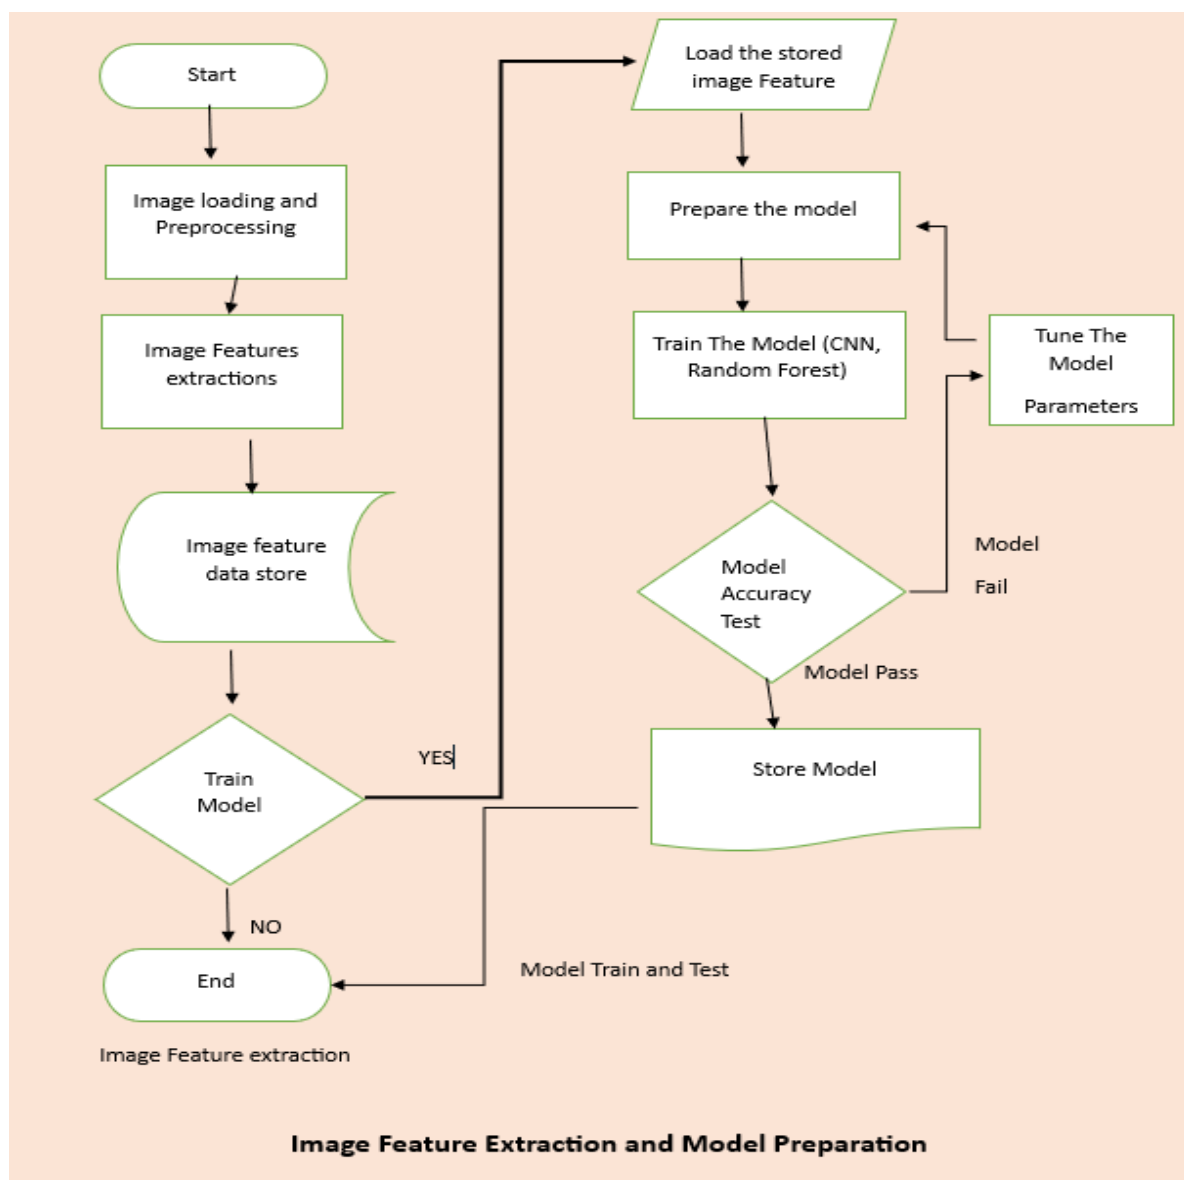 Start
Image loading and
Preprocessing
Image Features
extractions
Image feature
data store
Train
Model
YES
NO
End
Image Feature extraction
Load the stored
image Feature
Prepare the model
Train The Model (CNN,
Random Forest)
Tune The
Model
Parameters
Model
Accuracy
Test
Model
Fail
Model Pass
Store Model
Model Train and Test
Image Feature Extraction and Model Preparation